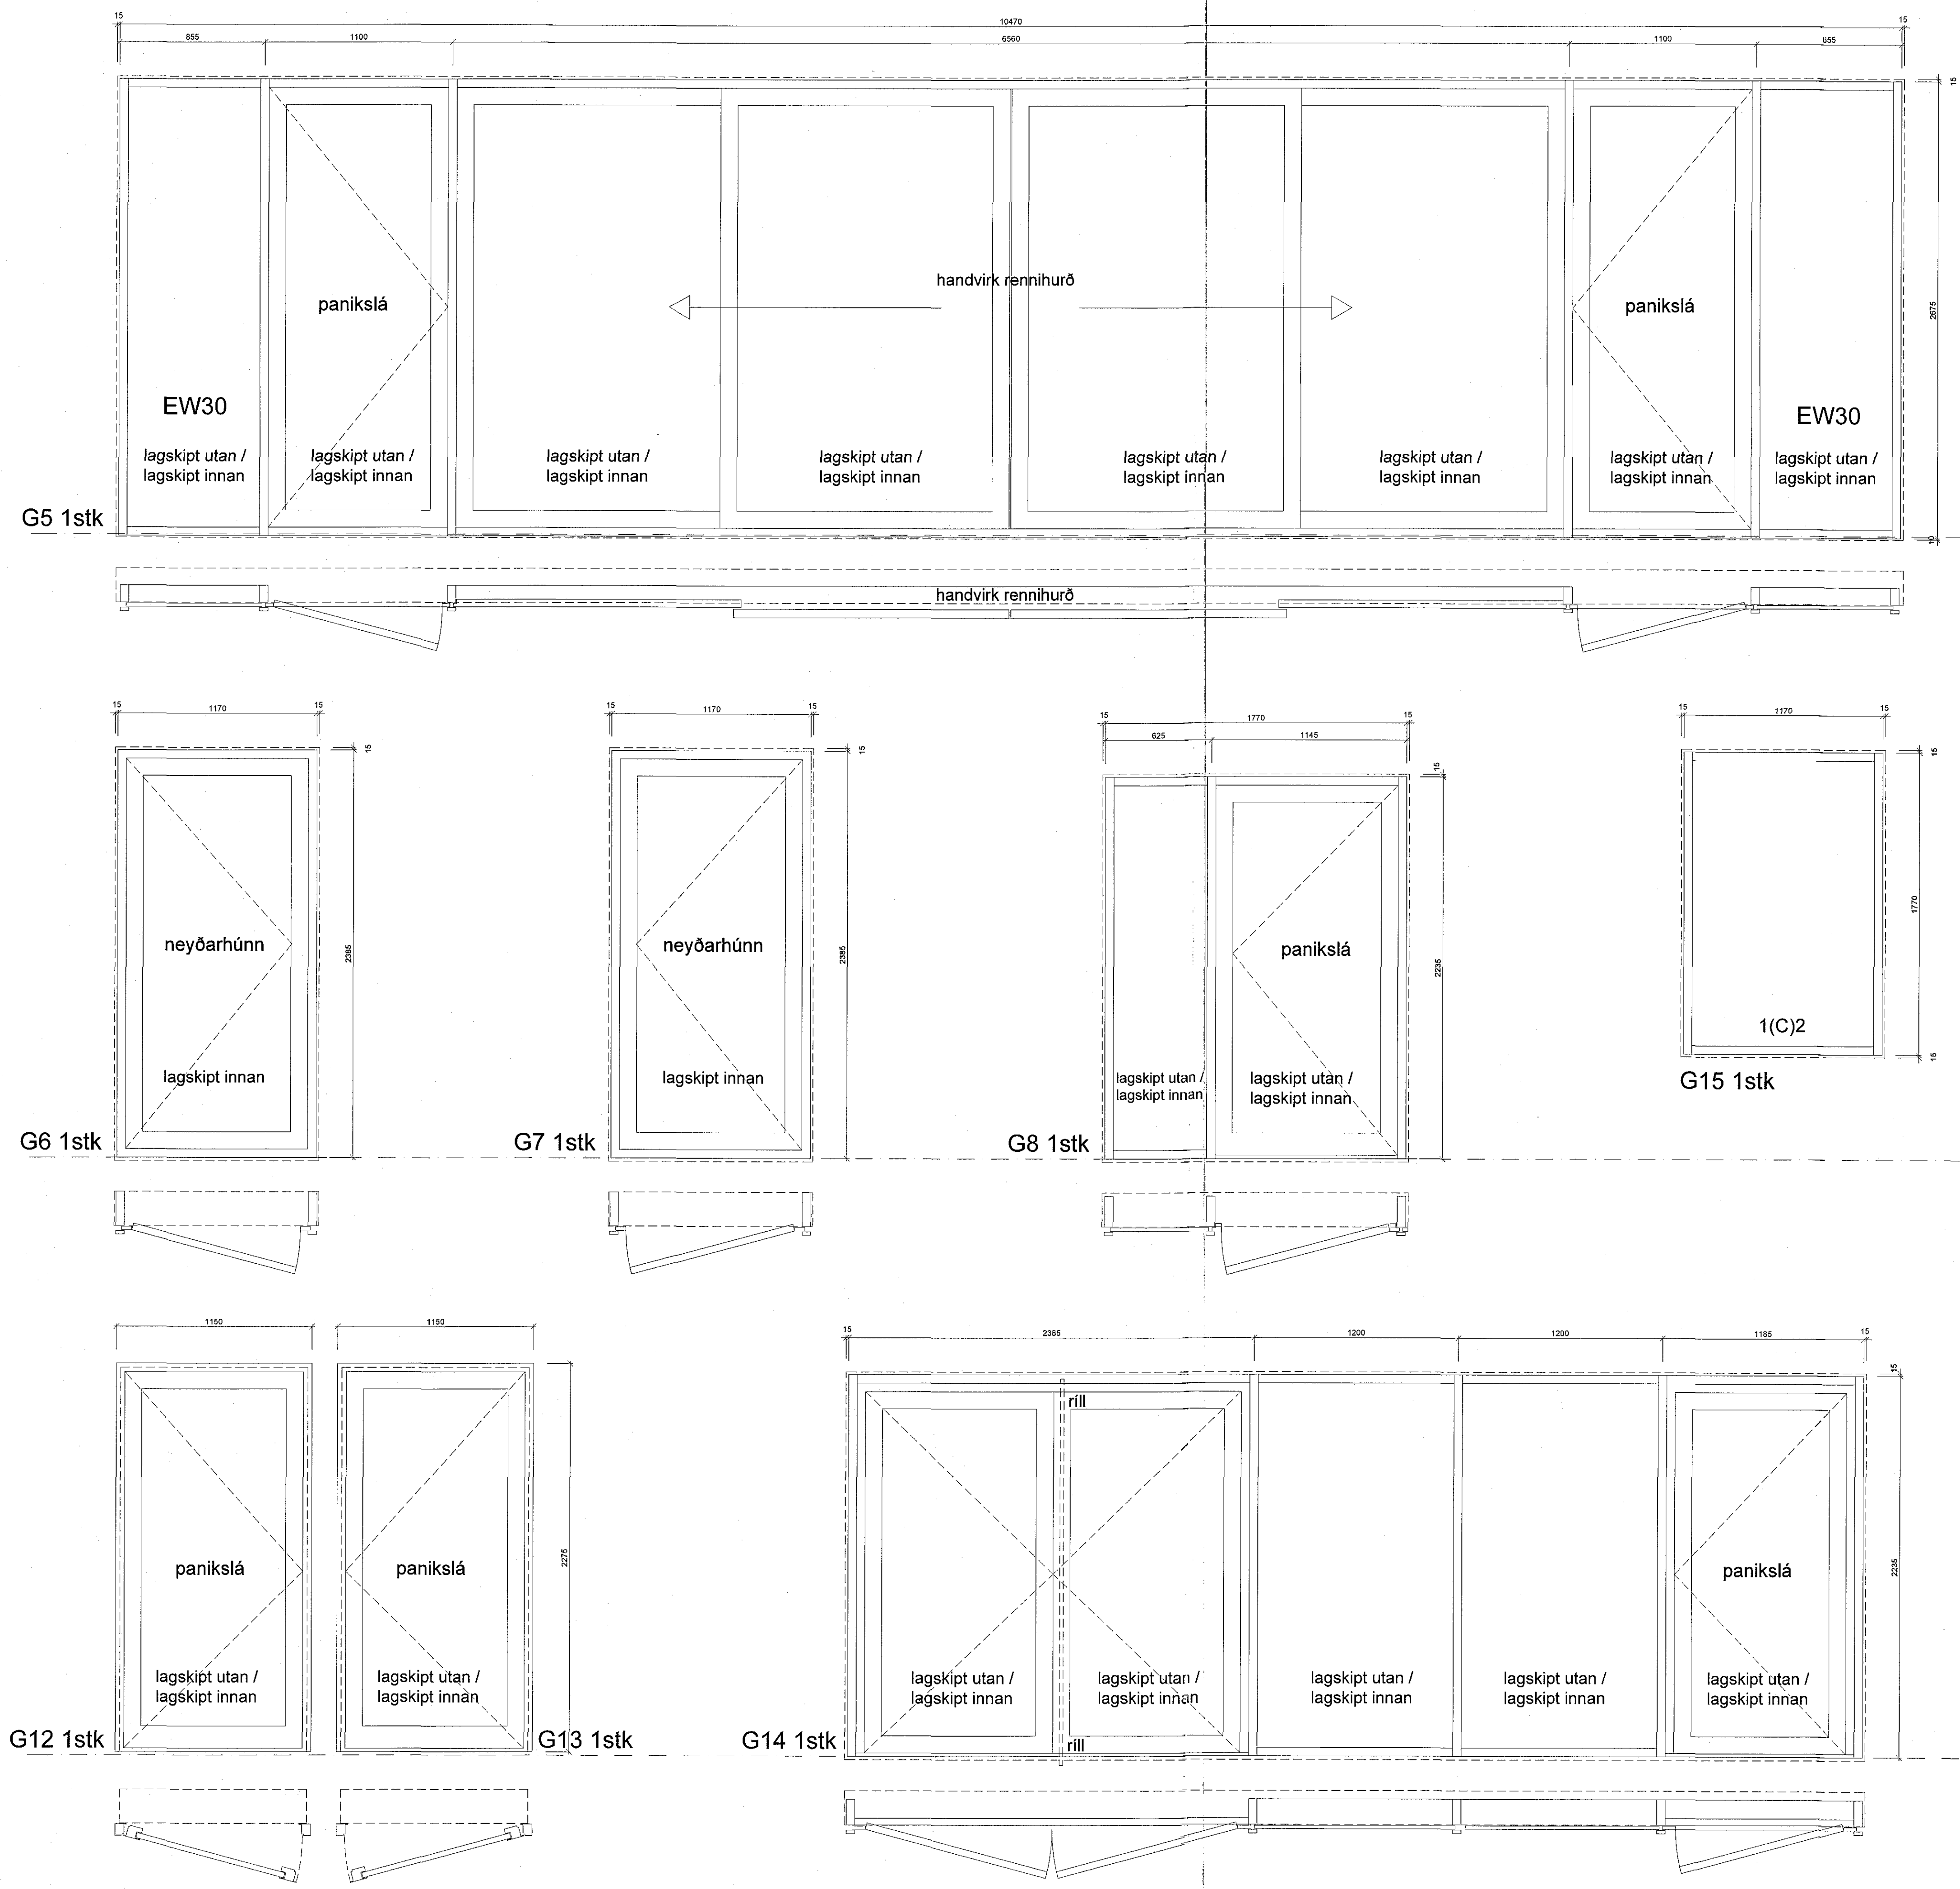 15 10470 15
855 1100 6560 1100 855
15
handvirk rennihurð
panikslá panikslá
2675
EW30 EW30
lagskipt utan / lagskipt utan / lagskipt utan / lagskipt utan / lagskipt utan / lagskipt utan / lagskipt utan / lagskipt utan /
lagskipt innan lagskipt innan lagskipt innan lagskipt innan lagskipt innan lagskipt innan lagskipt innan lagskipt innan
G5 1stk
10
handvirk rennihurð
15 1170 15
15
neyðarhúnn
2385
lagskipt innan
G6 1stk
15 1170 15
15
neyðarhúnn
2385
lagskipt innan
G7 1stk
15 1770 15
625 1145
15
panikslá
2235
lagskipt utan / lagskipt utan /
lagskipt innan lagskipt innan
G8 1stk
15 1170 15
15
1770
1(C)2
15
G15 1stk
1150
panikslá
lagskipt utan /
lagskipt innan
G12 1stk
1150
panikslá
2275
lagskipt utan /
lagskipt innan
G13 1stk
15 2385 1200 1200 1185 15
15
ríll
panikslá
2235
lagskipt utan / lagskipt utan / lagskipt utan / lagskipt utan / lagskipt utan /
lagskipt innan lagskipt innan lagskipt innan lagskipt innan lagskipt innan
G14 1stk
ríll